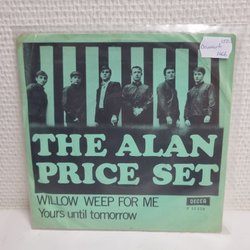 THE ALAN
PRICE SET
WILLOW WEEP FOR ME
Yours until tomorrow
DECCA